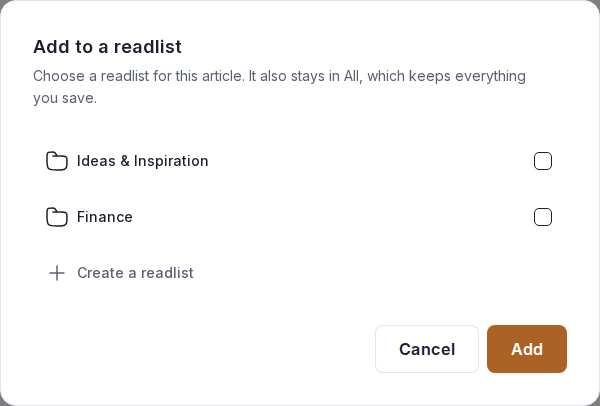 Add to a readlist
Choose a readlist for this article. It also stays in All, which keeps everything
you save.
Ideas & Inspiration
Finance
Create a readlist
Cancel
Add